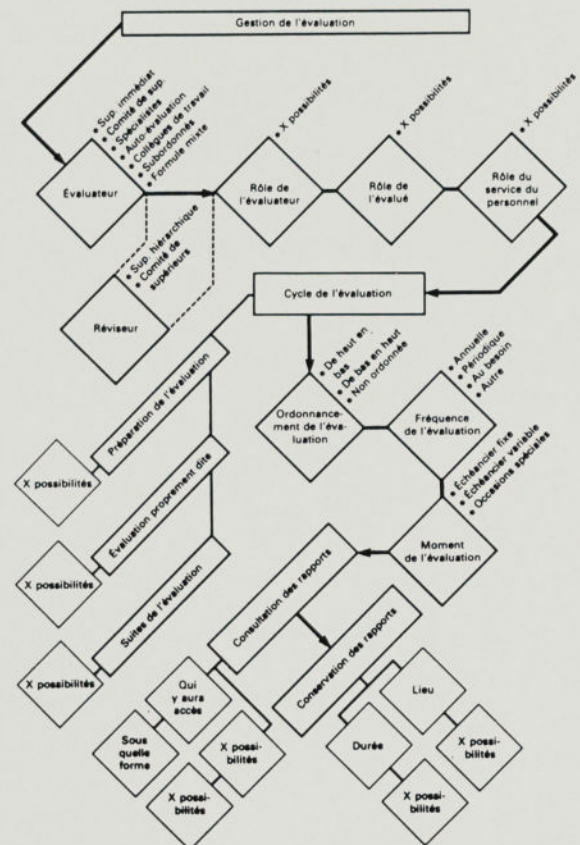 Gestion de l'évaluation
• Sup. immédiat
• Comité de sup.
• Spécialistes
• Auto-évaluation
• Collègues de travail
• Subordonnés
• Formule mixte
Évaluateur
• X possibilités
Rôle de
l'évaluateur
• X possibilités
Rôle
de l'évalué
• X possibilités
Rôle du
service du
personnel
• Sup. hiérarchique
• Comité de
supérieurs
Réviseur
Cycle de l'évaluation
Préparation de l'évaluation
X possibilités
Évaluation proprement dite
X possibilités
Suites de l'évaluation
X possibilités
• De haut en
bas
• De bas en haut
• Non ordonnée
Ordonnance-
ment de l'éva-
luation
• Annuelle
• Périodique
• Au besoin
• Autre
Fréquence
de l'évaluation
• Échéancier fixe
• Échéancier variable
• Occasions spéciales
Moment
de l'évaluation
Consultation des rapports
Conservation des rapports
Qui
y aura
accès
Sous
quelle
forme
X possi-
bilités
X possi-
bilités
Lieu
Durée
X possi-
bilités
X possi-
bilités